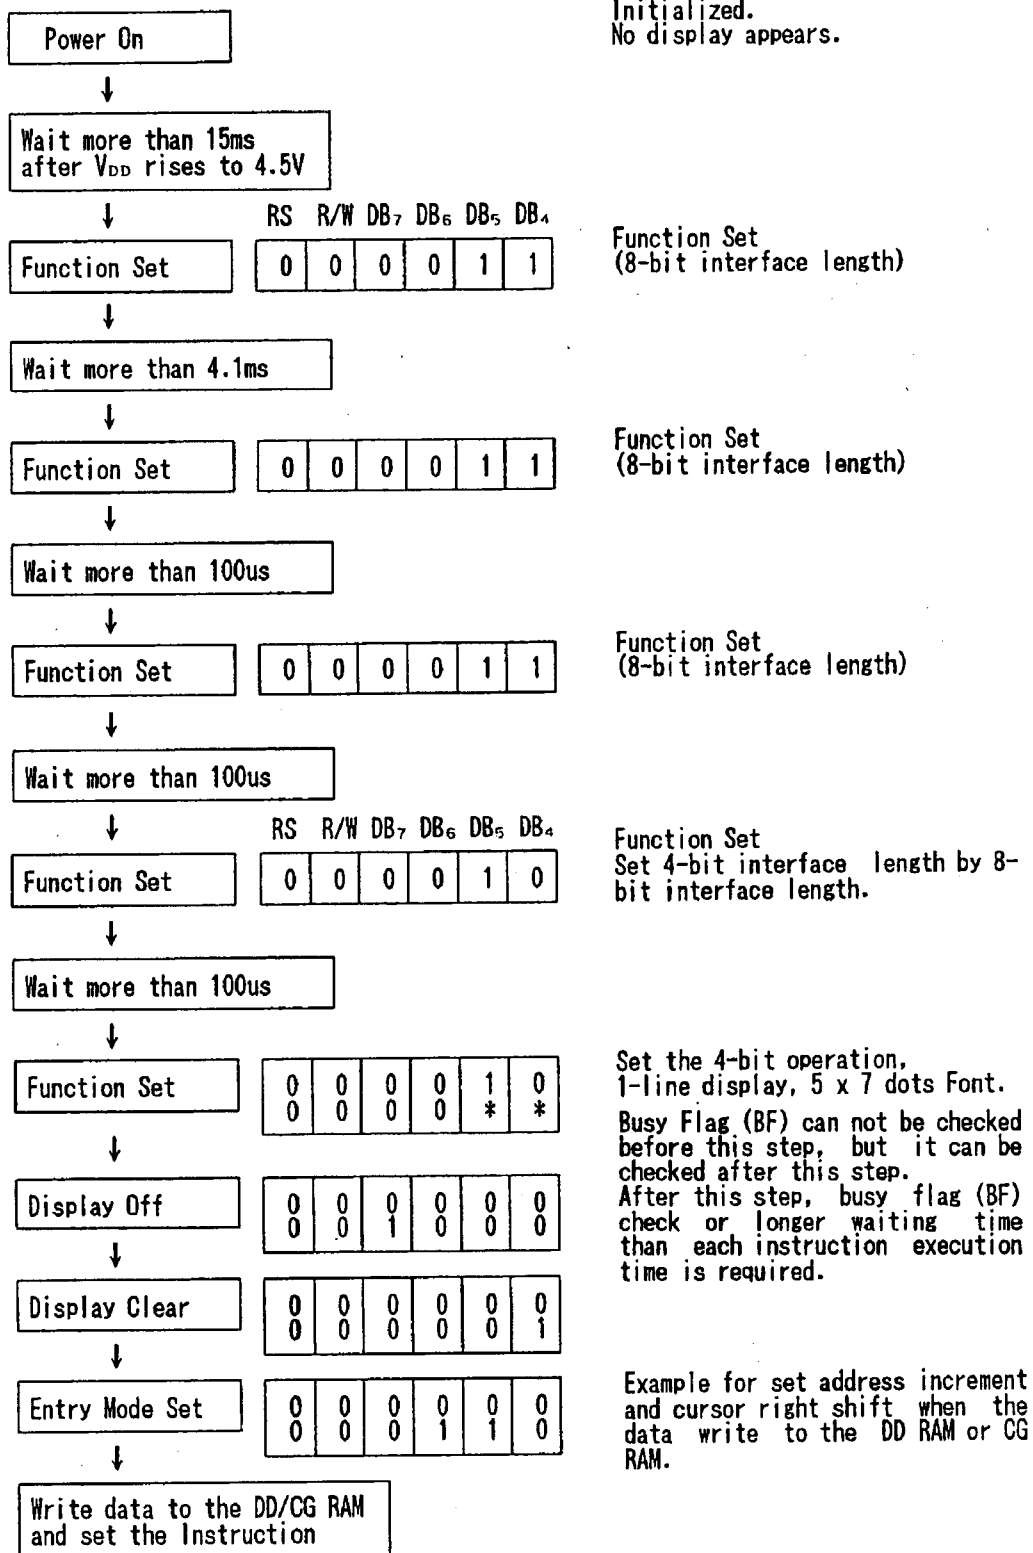 Initialized.
Power On
No display appears.
Wait more than 15ms
after VDD rises to 4.5V
RS R/W DB7 DB6 DB5 DB4
Function Set 0 0 0 0 1 1
Function Set
(8-bit interface length)
Wait more than 4.1ms
Function Set 0 0 0 0 1 1
Function Set
(8-bit interface length)
Wait more than 100us
Function Set 0 0 0 0 1 1
Function Set
(8-bit interface length)
Wait more than 100us
RS R/W DB7 DB6 DB5 DB4
Function Set 0 0 0 0 1 0
Function Set
Set 4-bit interface length by 8-
bit interface length.
Wait more than 100us
Function Set
0 0 0 0 1 0
0 0 0 0 * *
Set the 4-bit operation,
1-line display, 5 x 7 dots Font.
Busy Flag (BF) can not be checked
before this step, but it can be
checked after this step.
After this step, busy flag (BF)
check or longer waiting time
than each instruction execution
time is required.
Display Off
0 0 0 0 0 0
0 0 1 0 0 0
Display Clear
0 0 0 0 0 0
0 0 0 0 0 1
Entry Mode Set
0 0 0 0 0 0
0 0 0 1 1 0
Example for set address increment
and cursor right shift when the
data write to the DD RAM or CG
RAM.
Write data to the DD/CG RAM
and set the Instruction